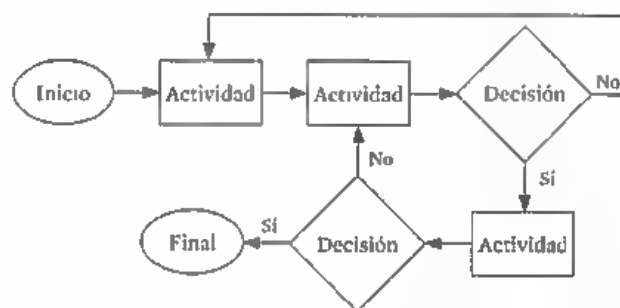 Inicio
Actividad
Actividad
Decisión
No
No
Sí
Final
Sí
Decisión
Actividad